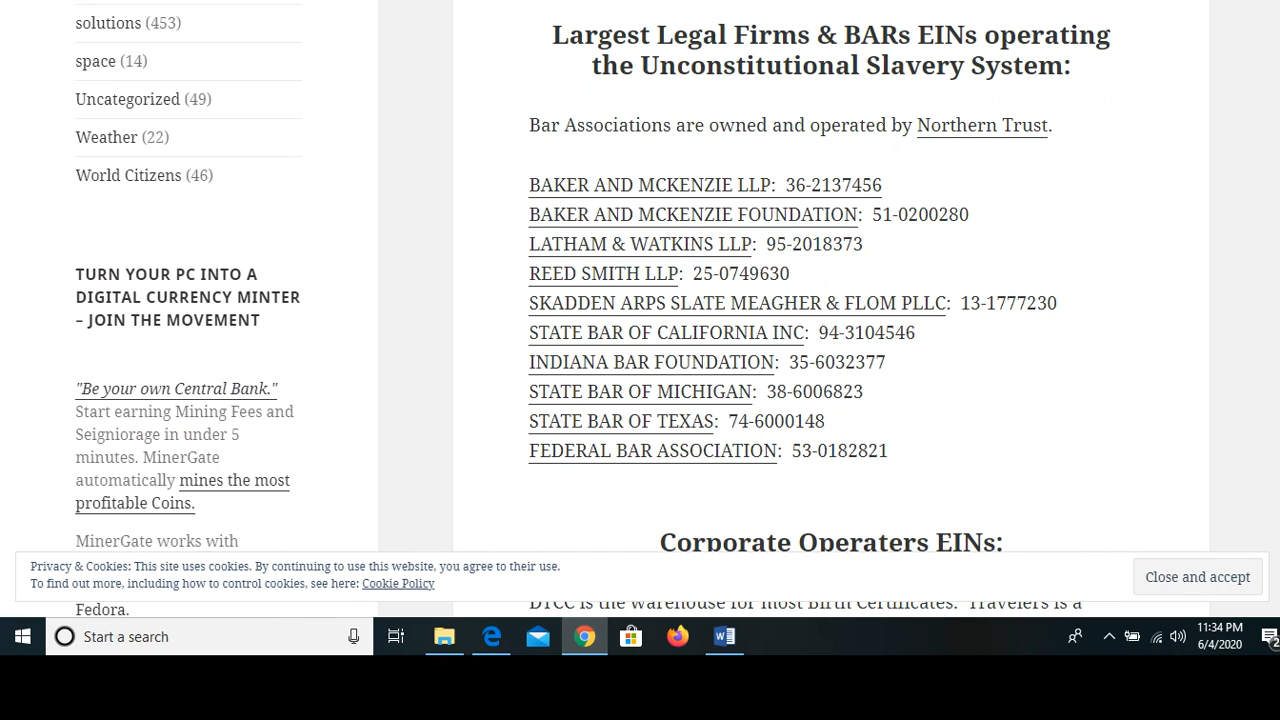 solutions (453)
space (14)
Uncategorized (49)
Weather (22)
World Citizens (46)
TURN YOUR PC INTO A
DIGITAL CURRENCY MINTER
– JOIN THE MOVEMENT
"Be your own Central Bank."
Start earning Mining Fees and
Seigniorage in under 5
minutes. MinerGate
automatically mines the most
profitable Coins.
MinerGate works with
Fedora.
Largest Legal Firms & BARs EINs operating
the Unconstitutional Slavery System:
Bar Associations are owned and operated by Northern Trust.
BAKER AND MCKENZIE LLP: 36-2137456
BAKER AND MCKENZIE FOUNDATION: 51-0200280
LATHAM & WATKINS LLP: 95-2018373
REED SMITH LLP: 25-0749630
SKADDEN ARPS SLATE MEAGHER & FLOM PLLC: 13-1777230
STATE BAR OF CALIFORNIA INC: 94-3104546
INDIANA BAR FOUNDATION: 35-6032377
STATE BAR OF MICHIGAN: 38-6006823
STATE BAR OF TEXAS: 74-6000148
FEDERAL BAR ASSOCIATION: 53-0182821
Corporate Operaters EINs:
DTCC is the warehouse for most Birth Certificates. Travelers is a
Privacy & Cookies: This site uses cookies. By continuing to use this website, you agree to their use.
To find out more, including how to control cookies, see here: Cookie Policy
Close and accept
Start a search
11:34 PM
6/4/2020
2